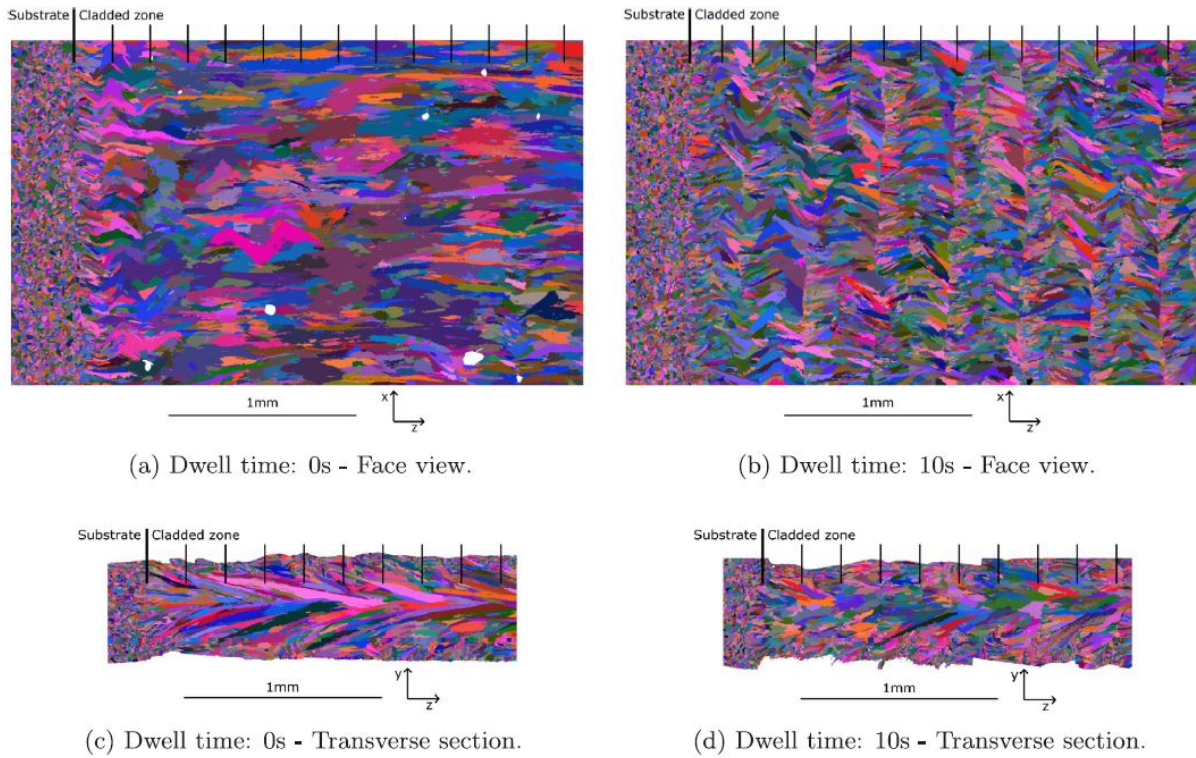 Substrate Cladded zone
Substrate Cladded zone
1mm
x
z
1mm
x
z
(a) Dwell time: 0s - Face view.
(b) Dwell time: 10s - Face view.
Substrate Cladded zone
Substrate Cladded zone
1mm
y
z
1mm
y
z
(c) Dwell time: 0s - Transverse section.
(d) Dwell time: 10s - Transverse section.